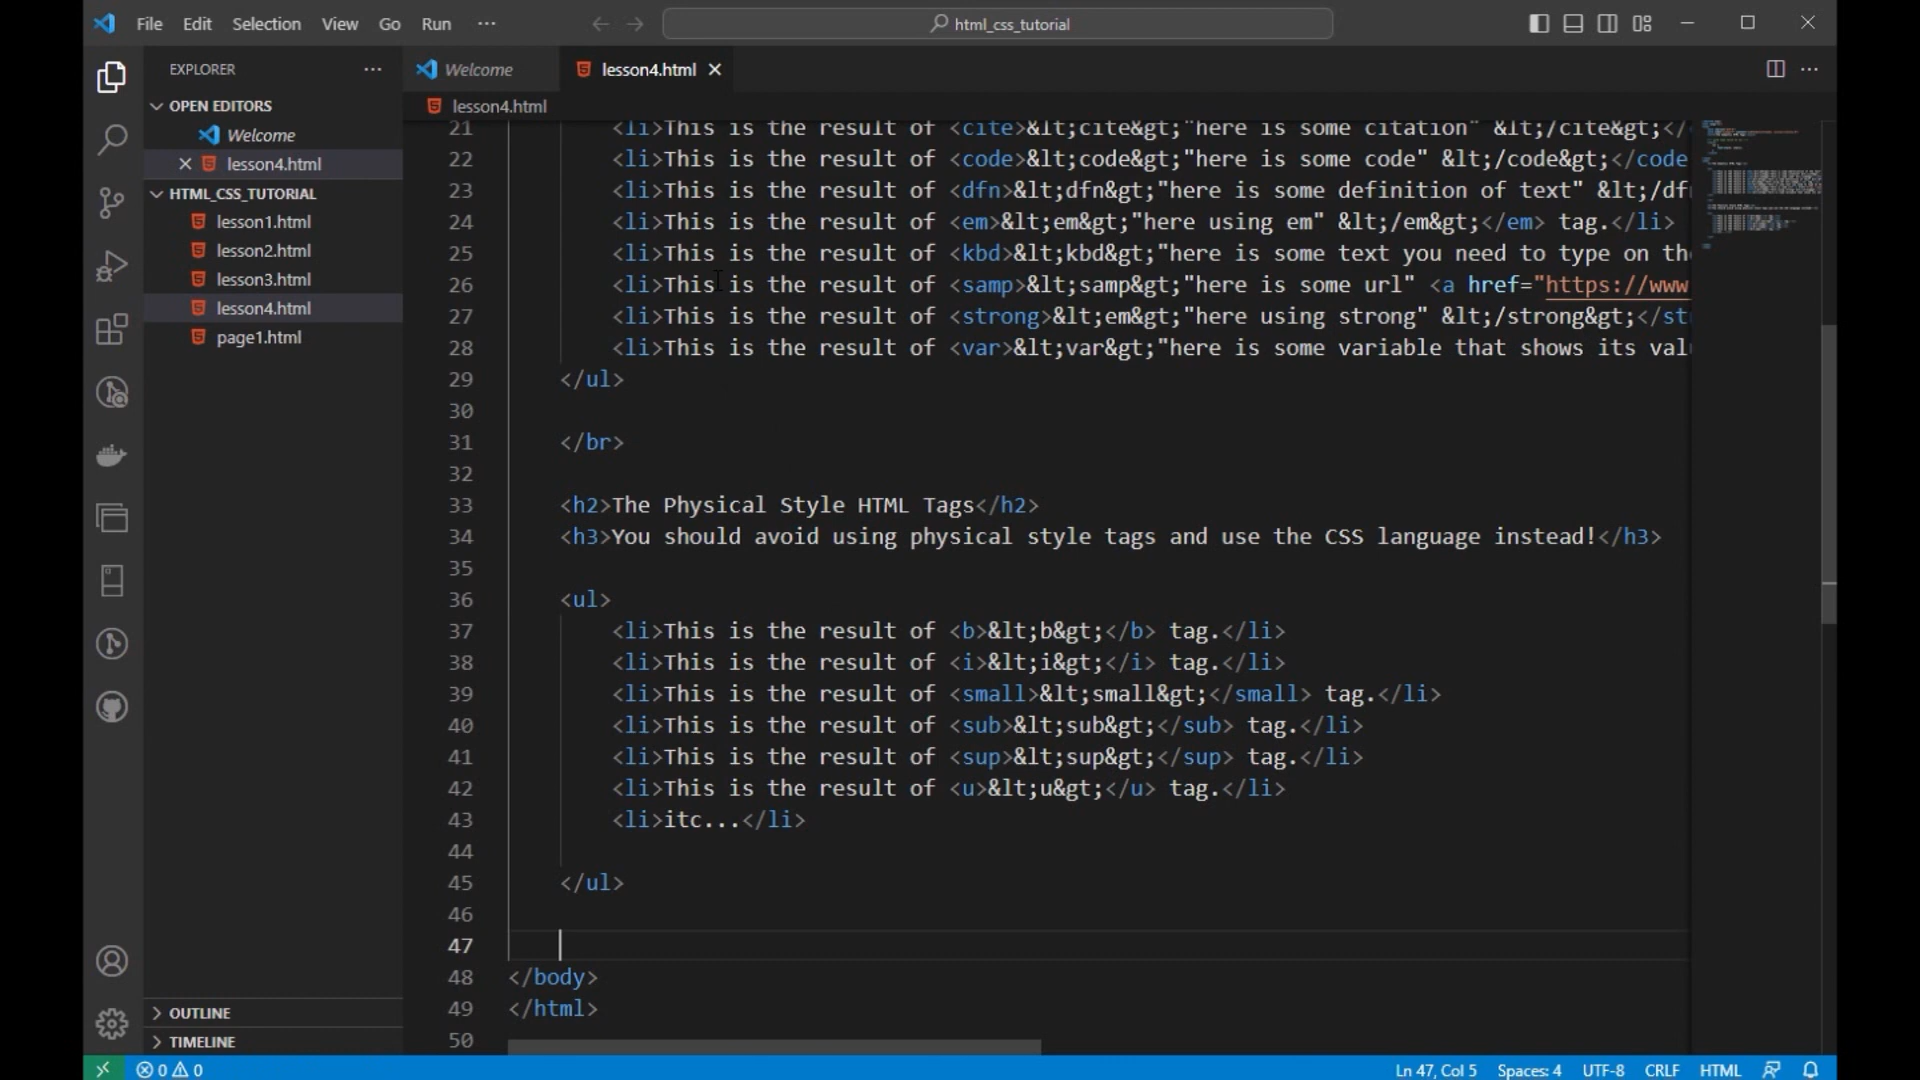 File Edit Selection View Go Run ··· html_css_tutorial
EXPLORER ···
Welcome lesson4.html
OPEN EDITORS
Welcome
lesson4.html
HTML_CSS_TUTORIAL
lesson1.html
lesson2.html
lesson3.html
lesson4.html
page1.html
OUTLINE
TIMELINE
lesson4.html
21 <li>This is the result of <cite>&lt;cite&gt;"here is some citation" &lt;/cite&gt;</
22 <li>This is the result of <code>&lt;code&gt;"here is some code" &lt;/code&gt;</code
23 <li>This is the result of <dfn>&lt;dfn&gt;"here is some definition of text" &lt;/dfn
24 <li>This is the result of <em>&lt;em&gt;"here using em" &lt;/em&gt;</em> tag.</li>
25 <li>This is the result of <kbd>&lt;kbd&gt;"here is some text you need to type on the
26 <li>This is the result of <samp>&lt;samp&gt;"here is some url" <a href="https://www
27 <li>This is the result of <strong>&lt;em&gt;"here using strong" &lt;/strong&gt;</st
28 <li>This is the result of <var>&lt;var&gt;"here is some variable that shows its val
29 </ul>
30
31 </br>
32
33 <h2>The Physical Style HTML Tags</h2>
34 <h3>You should avoid using physical style tags and use the CSS language instead!</h3>
35
36 <ul>
37 <li>This is the result of <b>&lt;b&gt;</b> tag.</li>
38 <li>This is the result of <i>&lt;i&gt;</i> tag.</li>
39 <li>This is the result of <small>&lt;small&gt;</small> tag.</li>
40 <li>This is the result of <sub>&lt;sub&gt;</sub> tag.</li>
41 <li>This is the result of <sup>&lt;sup&gt;</sup> tag.</li>
42 <li>This is the result of <u>&lt;u&gt;</u> tag.</li>
43 <li>itc...</li>
44
45 </ul>
46
47
48 </body>
49 </html>
50
0 0 Ln 47, Col 5 Spaces: 4 UTF-8 CRLF HTML